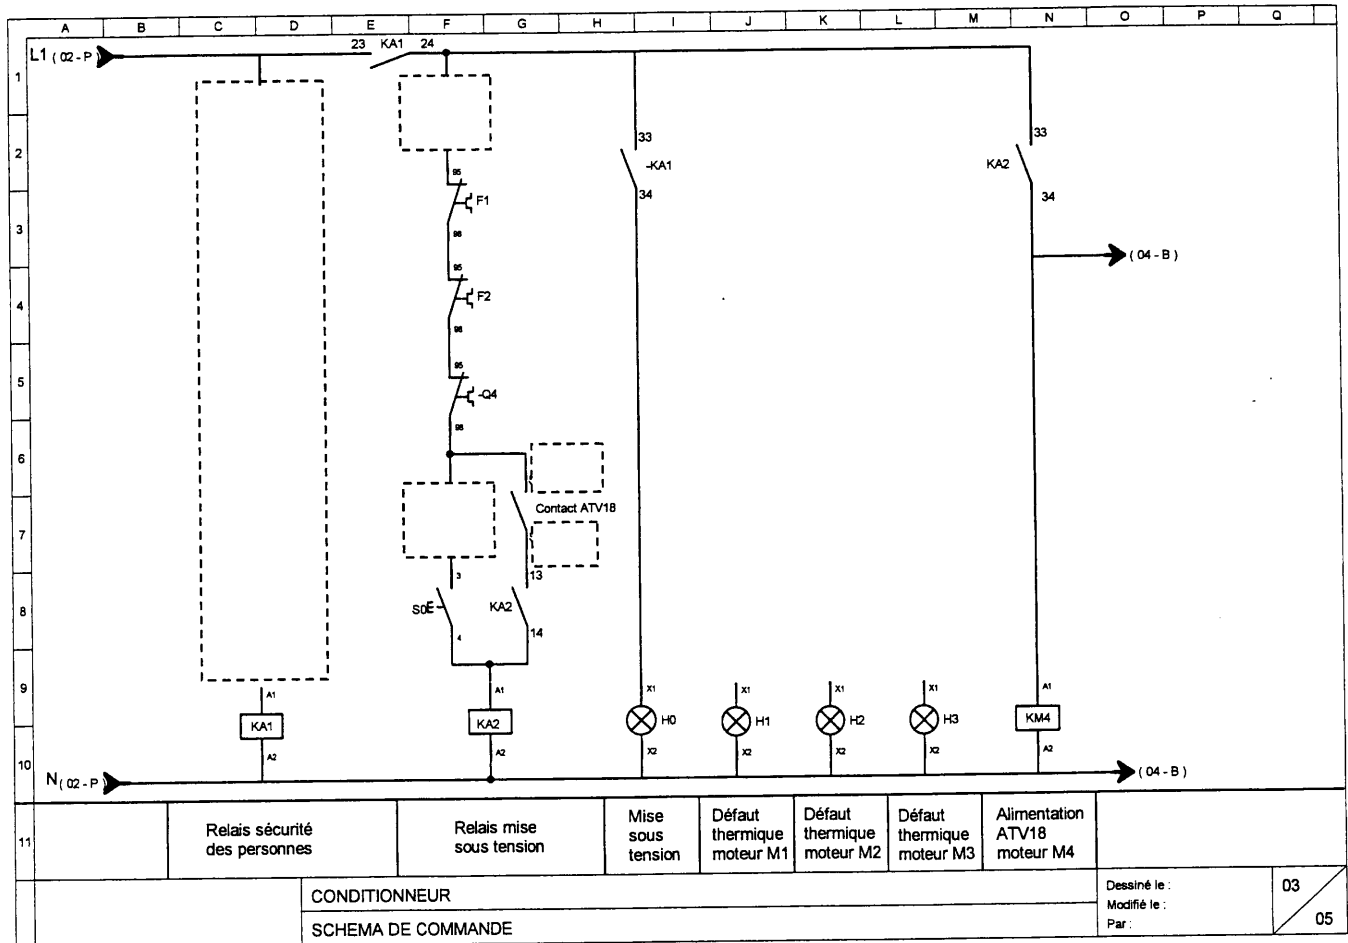 A B C D E F G H I J K L M N O P Q
L1 ( 02 - P )
23 KA1 24
1
2
3
4
5
6
7
8
9
10
11
33
-KA1
34
33
KA2
34
( 04 - B )
95
F1
96
95
F2
96
95
-Q4
96
Contact ATV18
3
S0
4
13
KA2
14
A1
KA1
A2
A1
KA2
A2
X1
H0
X2
X1
H1
X2
X1
H2
X2
X1
H3
X2
A1
KM4
A2
N ( 02 - P )
( 04 - B )
Relais sécurité
des personnes
Relais mise
sous tension
Mise
sous
tension
Défaut
thermique
moteur M1
Défaut
thermique
moteur M2
Défaut
thermique
moteur M3
Alimentation
ATV18
moteur M4
CONDITIONNEUR
SCHEMA DE COMMANDE
Dessiné le :
Modifié le :
Par :
03
05